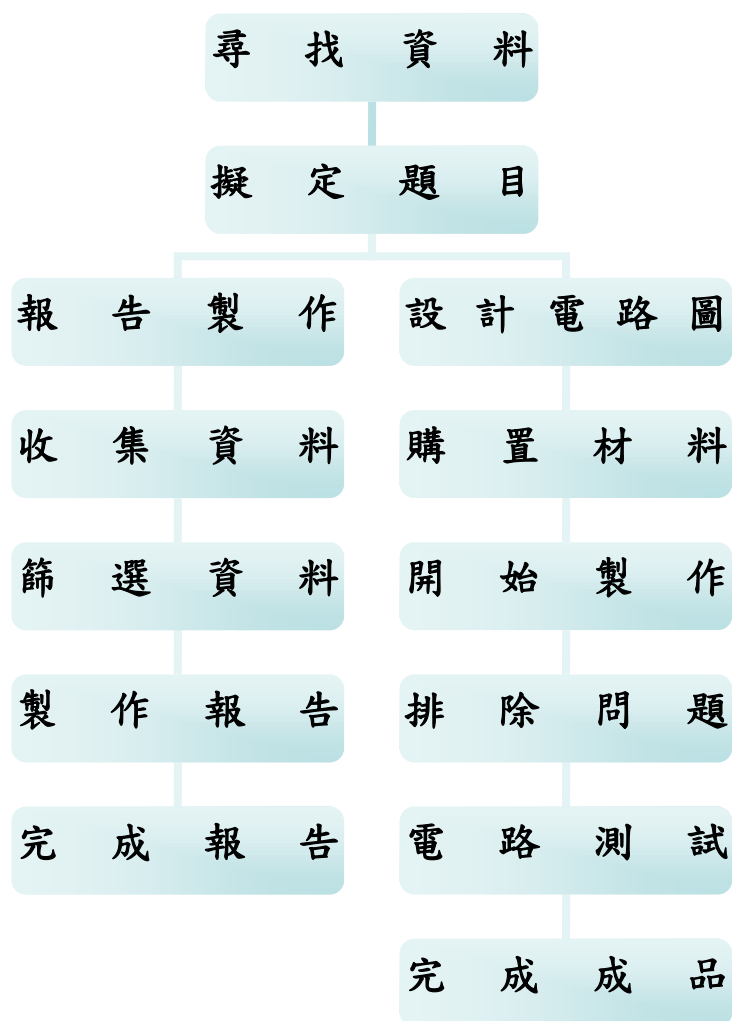 尋找資料
擬定題目
報告製作
收集資料
篩選資料
製作報告
完成報告
設計電路圖
購置材料
開始製作
排除問題
電路測試
完成成品